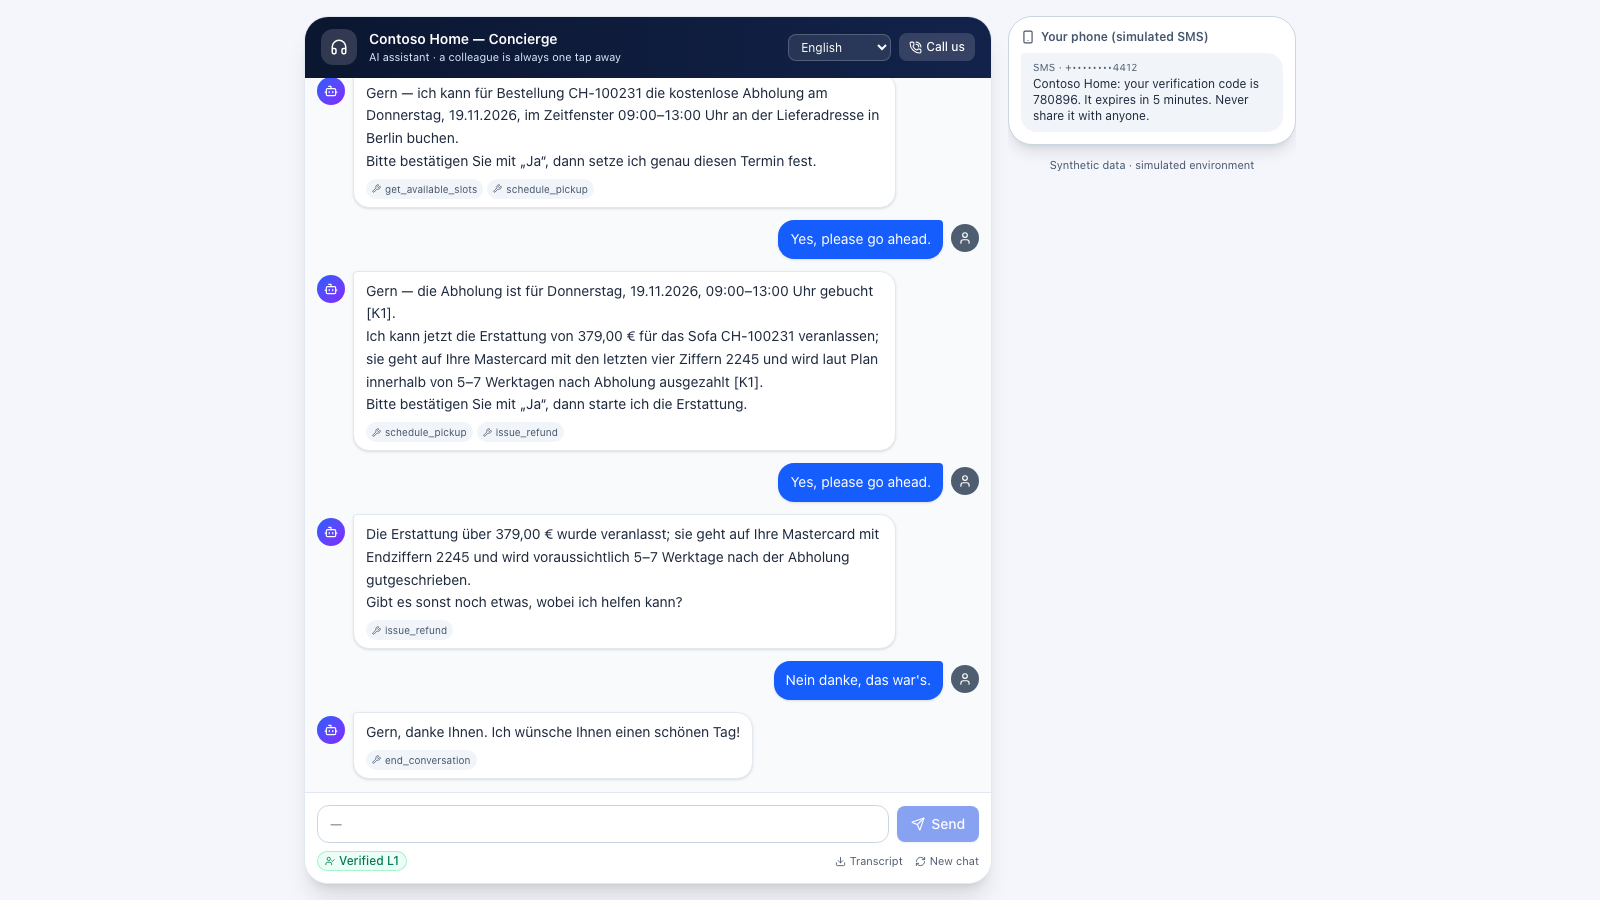 Contoso Home — Concierge
AI assistant · a colleague is always one tap away
English
Call us
Gern — ich kann für Bestellung CH-100231 die kostenlose Abholung am
Donnerstag, 19.11.2026, im Zeitfenster 09:00–13:00 Uhr an der Lieferadresse in
Berlin buchen.
Bitte bestätigen Sie mit „Ja“, dann setze ich genau diesen Termin fest.
get_available_slots schedule_pickup
Yes, please go ahead.
Gern — die Abholung ist für Donnerstag, 19.11.2026, 09:00–13:00 Uhr gebucht
[K1].
Ich kann jetzt die Erstattung von 379,00 € für das Sofa CH-100231 veranlassen;
sie geht auf Ihre Mastercard mit den letzten vier Ziffern 2245 und wird laut Plan
innerhalb von 5–7 Werktagen nach Abholung ausgezahlt [K1].
Bitte bestätigen Sie mit „Ja“, dann starte ich die Erstattung.
schedule_pickup issue_refund
Yes, please go ahead.
Die Erstattung über 379,00 € wurde veranlasst; sie geht auf Ihre Mastercard mit
Endziffern 2245 und wird voraussichtlich 5–7 Werktage nach der Abholung
gutgeschrieben.
Gibt es sonst noch etwas, wobei ich helfen kann?
issue_refund
Nein danke, das war's.
Gern, danke Ihnen. Ich wünsche Ihnen einen schönen Tag!
end_conversation
—
Send
Verified L1
Transcript New chat
Your phone (simulated SMS)
SMS · +••••••••4412
Contoso Home: your verification code is
780896. It expires in 5 minutes. Never
share it with anyone.
Synthetic data · simulated environment